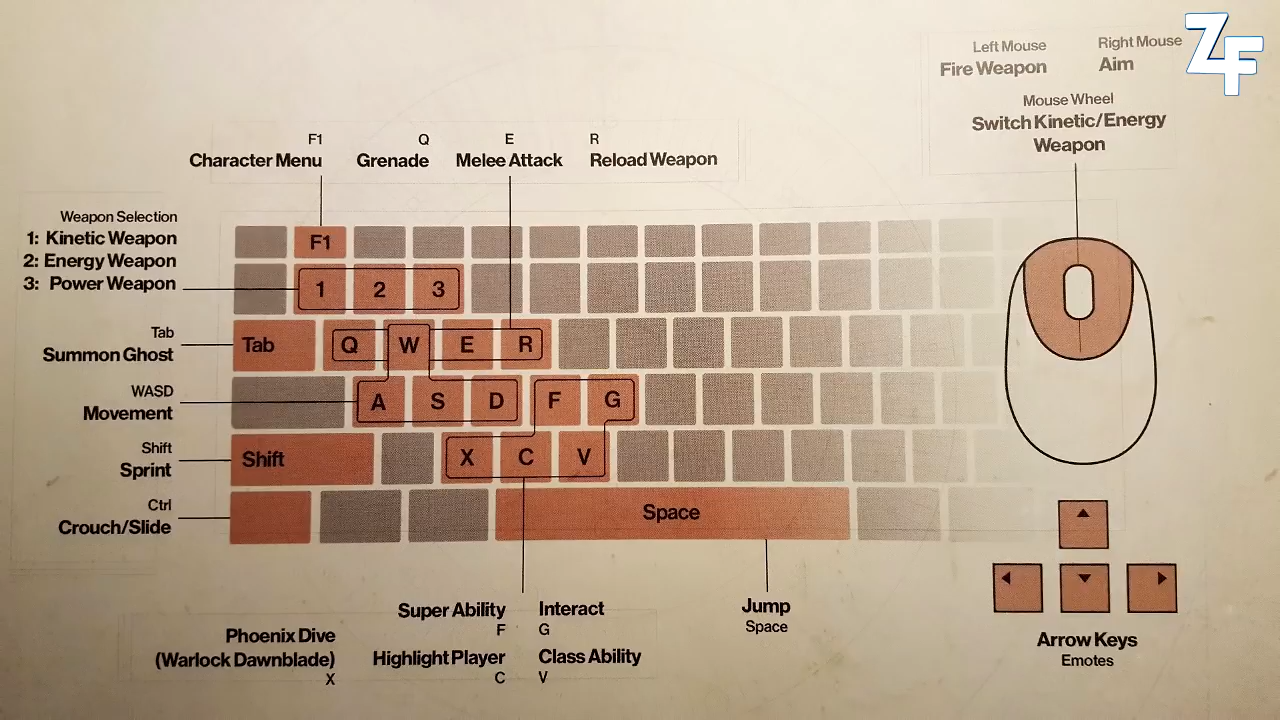 ZF
Left Mouse
Fire Weapon
Right Mouse
Aim
Mouse Wheel
Switch Kinetic/Energy
Weapon
F1
Character Menu
Q
Grenade
E
Melee Attack
R
Reload Weapon
Weapon Selection
1: Kinetic Weapon
2: Energy Weapon
3: Power Weapon
Tab
Summon Ghost
WASD
Movement
Shift
Sprint
Ctrl
Crouch/Slide
F1
1 2 3
Tab Q W E R
A S D F G
Shift X C V
Space
Phoenix Dive
(Warlock Dawnblade)
X
Super Ability
F
Interact
G
Highlight Player
C
Class Ability
V
Jump
Space
Arrow Keys
Emotes